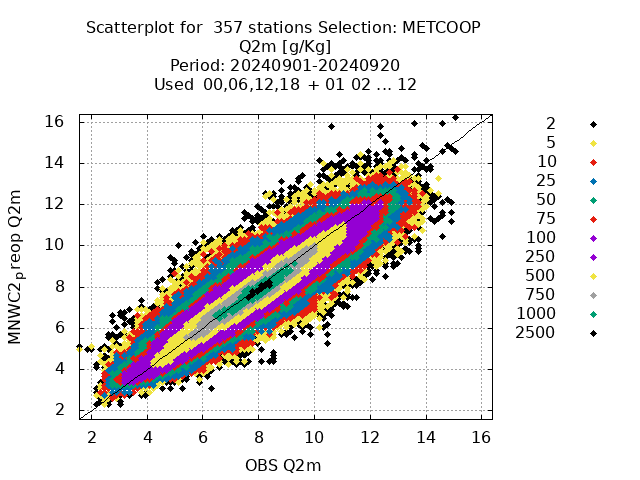 Scatterplot for  357 stations Selection: METCOOP
Q2m [g/Kg]
Period: 20240901-20240920
Used  00,06,12,18 + 01 02 ... 12
MNWC2_preop Q2m
16
14
12
10
8
6
4
2
2 4 6 8 10 12 14 16
OBS Q2m
2
5
10
25
50
75
100
250
500
750
1000
2500